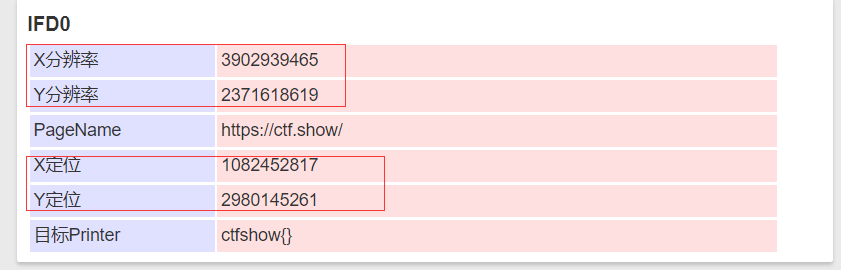 IFD0
X分辨率 3902939465
Y分辨率 2371618619
PageName https://ctf.show/
X定位 1082452817
Y定位 2980145261
目标Printer ctfshow{}